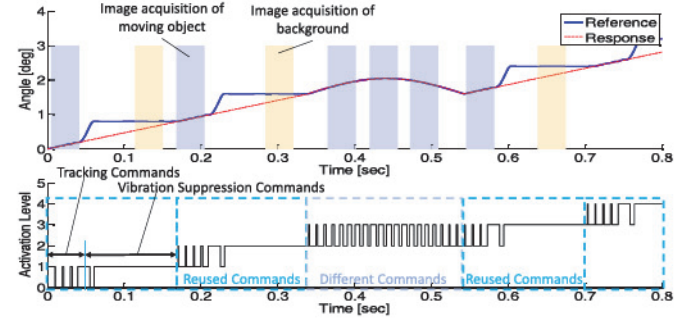 Image acquisition of
moving object
Image acquisition of
background
Reference
Response
Angle [deg]
4
3
2
1
0
0 0.1 0.2 0.3 0.4 0.5 0.6 0.7 0.8
Time [sec]
Tracking Commands
Vibration Suppression Commands
Activation Level
5
4
3
2
1
0
Reused Commands
Different Commands
Reused Commands
0 0.1 0.2 0.3 0.4 0.5 0.6 0.7 0.8
Time [sec]